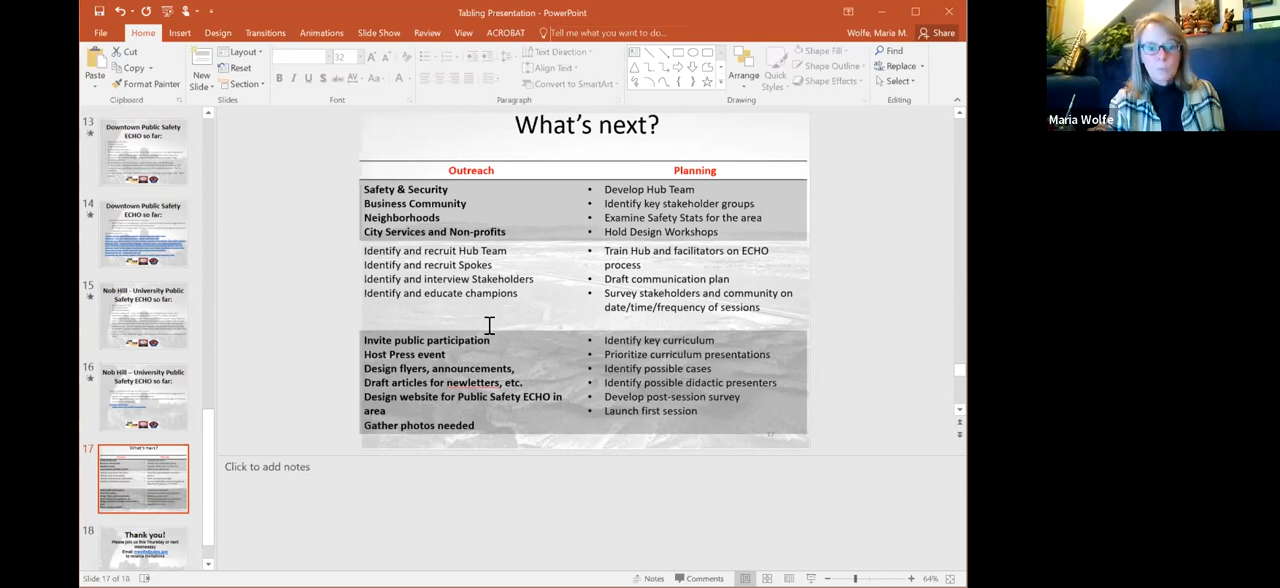 Tabling Presentation - PowerPoint
File Home Insert Design Transitions Animations Slide Show Review View ACROBAT Tell me what you want to do... Wolfe, Maria M. Share
Paste
Cut
Copy
Format Painter
Clipboard
New
Slide
Layout
Reset
Section
Slides
32
Font
Text Direction
Align Text
Convert to SmartArt
Paragraph
Arrange
Quick
Styles
Shape Fill
Shape Outline
Shape Effects
Drawing
Find
Replace
Select
Editing
Maria Wolfe
13
Downtown Public Safety
ECHO so far:
14
Downtown Public Safety
ECHO so far:
15
Nob Hill - University Public
Safety ECHO so far:
16
Nob Hill – University Public
Safety ECHO so far:
17
What's next?
18
Thank you!
Please join us this Thursday or next
Wednesday
What's next?
Outreach Planning
Safety & Security
Business Community
Neighborhoods
City Services and Non-profits
• Develop Hub Team
• Identify key stakeholder groups
• Examine Safety Stats for the area
• Hold Design Workshops
Identify and recruit Hub Team
Identify and recruit Spokes
Identify and interview Stakeholders
Identify and educate champions
• Train Hub and facilitators on ECHO
process
• Draft communication plan
• Survey stakeholders and community on
date/time/frequency of sessions
Invite public participation
Host Press event
Design flyers, announcements,
Draft articles for newletters, etc.
Design website for Public Safety ECHO in
area
Gather photos needed
• Identify key curriculum
• Prioritize curriculum presentations
• Identify possible cases
• Identify possible didactic presenters
• Develop post-session survey
• Launch first session
17
Click to add notes
Slide 17 of 18 Notes Comments 64%